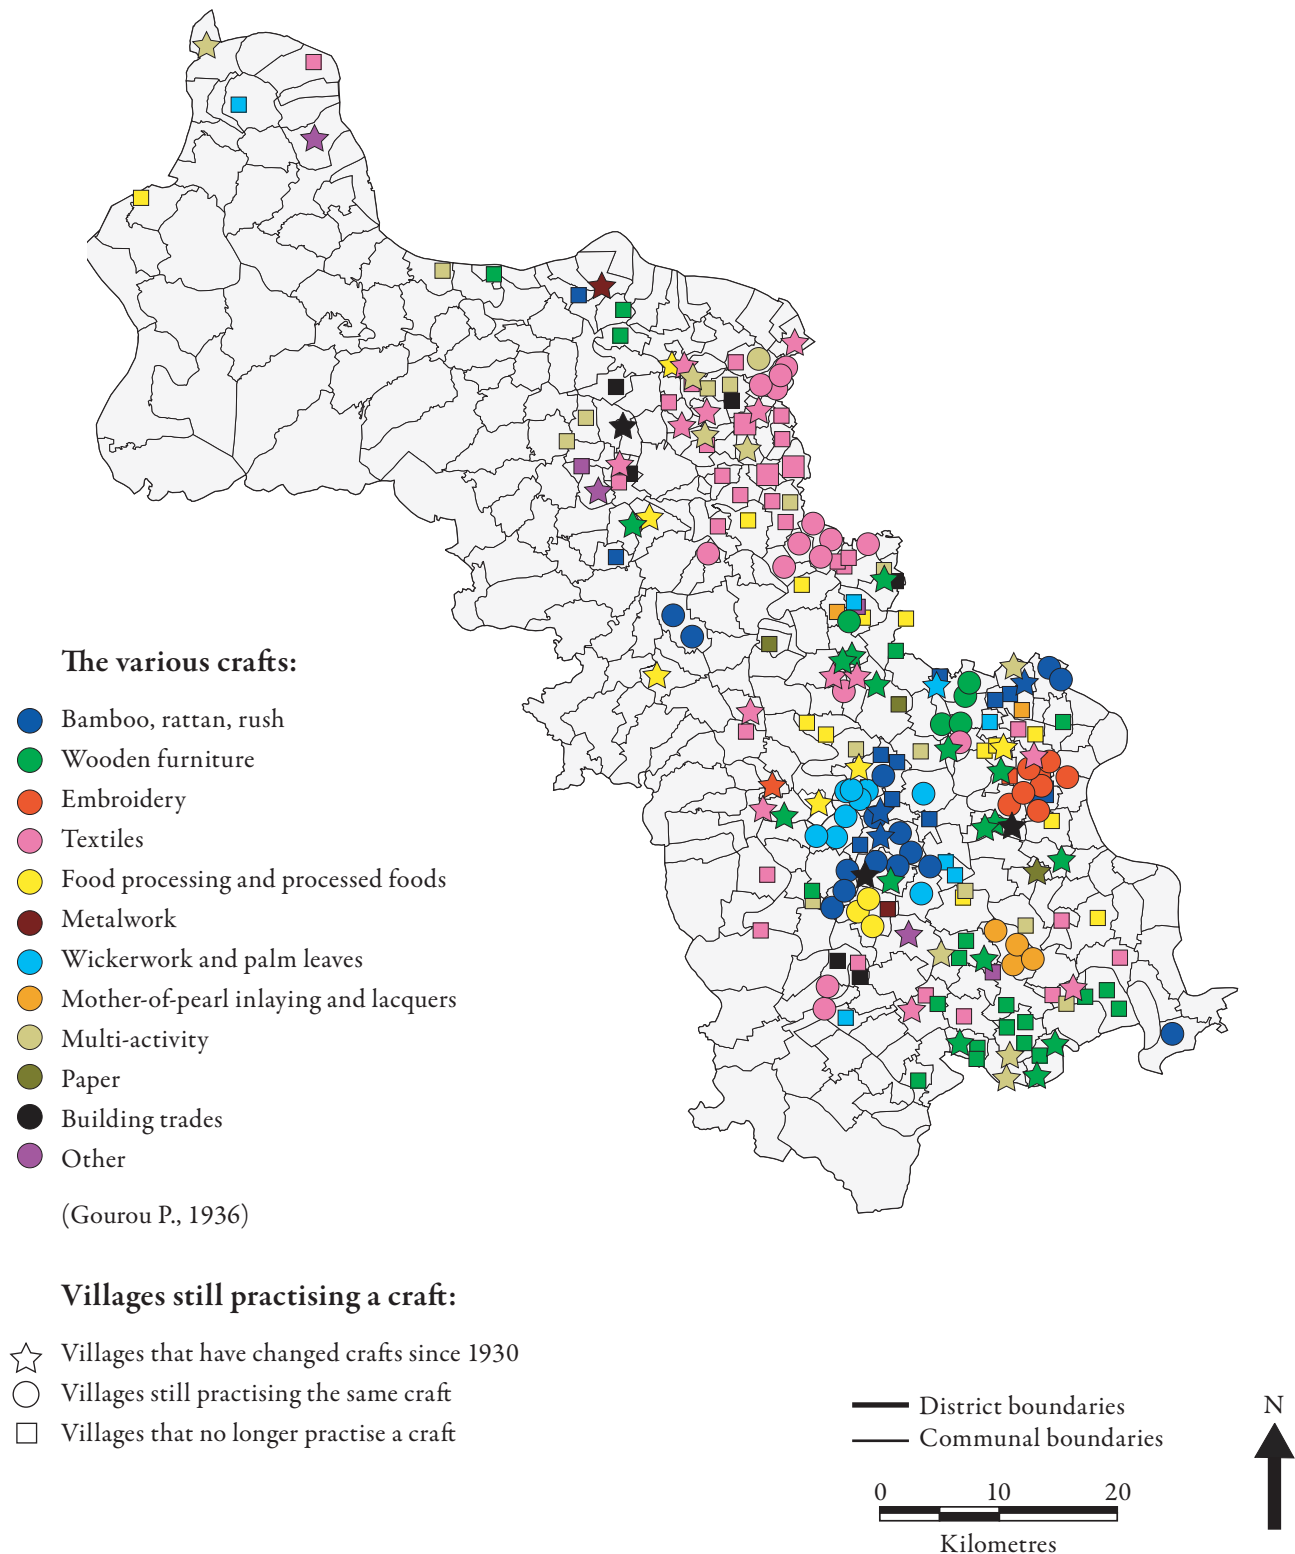 The various crafts:
Bamboo, rattan, rush
Wooden furniture
Embroidery
Textiles
Food processing and processed foods
Metalwork
Wickerwork and palm leaves
Mother-of-pearl inlaying and lacquers
Multi-activity
Paper
Building trades
Other
(Gourou P., 1936)
Villages still practising a craft:
Villages that have changed crafts since 1930
Villages still practising the same craft
Villages that no longer practise a craft
District boundaries
Communal boundaries
0 10 20
Kilometres
N